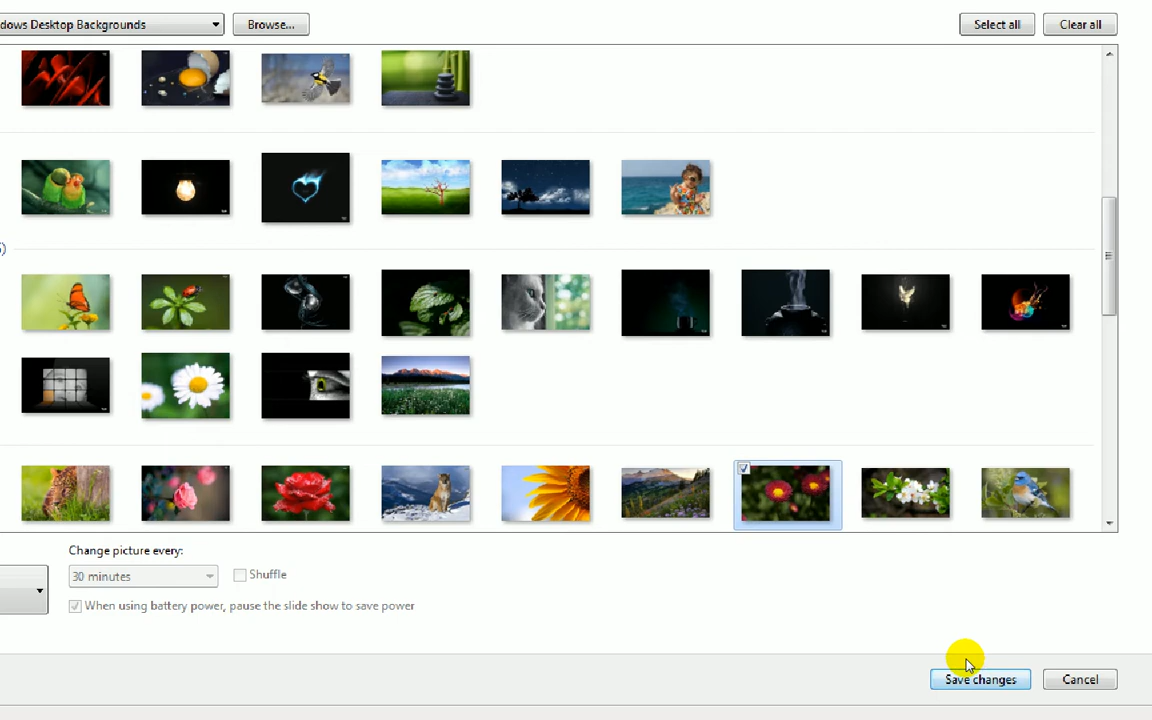 dows Desktop Backgrounds
Browse...
Select all
Clear all
Change picture every:
30 minutes
Shuffle
When using battery power, pause the slide show to save power
Save changes
Cancel